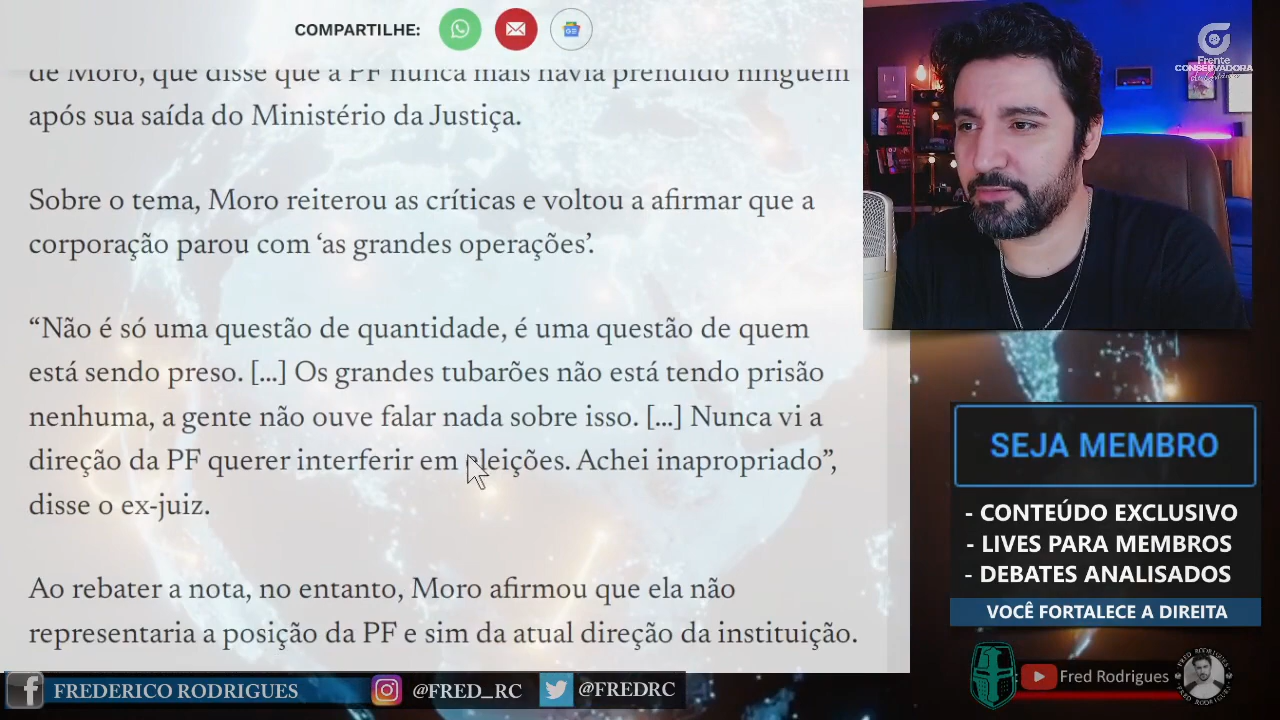 COMPARTILHE:
de Moro, que disse que a PF nunca mais havia prendido ninguém
após sua saída do Ministério da Justiça.
Sobre o tema, Moro reiterou as críticas e voltou a afirmar que a
corporação parou com ‘as grandes operações’.
“Não é só uma questão de quantidade, é uma questão de quem
está sendo preso. [...] Os grandes tubarões não está tendo prisão
nenhuma, a gente não ouve falar nada sobre isso. [...] Nunca vi a
direção da PF querer interferir em eleições. Achei inapropriado”,
disse o ex-juiz.
Ao rebater a nota, no entanto, Moro afirmou que ela não
representaria a posição da PF e sim da atual direção da instituição.
Frente
CONSERVADORA
SEJA MEMBRO
- CONTEÚDO EXCLUSIVO
- LIVES PARA MEMBROS
- DEBATES ANALISADOS
VOCÊ FORTALECE A DIREITA
FREDERICO RODRIGUES
@FRED_RC
@FREDRC
Fred Rodrigues
FRED RODRIGUES